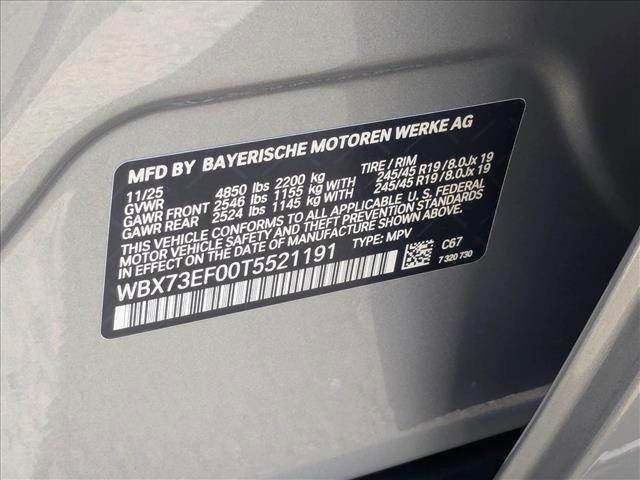 MFD BY BAYERISCHE MOTOREN WERKE AG
11/25 TIRE / RIM
GVWR 4850 lbs 2200 kg
GAWR FRONT 2546 lbs 1155 kg WITH 245/45 R19 / 8.0Jx 19
GAWR REAR 2524 lbs 1145 kg WITH 245/45 R19 / 8.0Jx 19
THIS VEHICLE CONFORMS TO ALL APPLICABLE U. S. FEDERAL
MOTOR VEHICLE SAFETY AND THEFT PREVENTION STANDARDS
IN EFFECT ON THE DATE OF MANUFACTURE SHOWN ABOVE.
WBX73EF00T5521191 TYPE: MPV C67
7 320 730